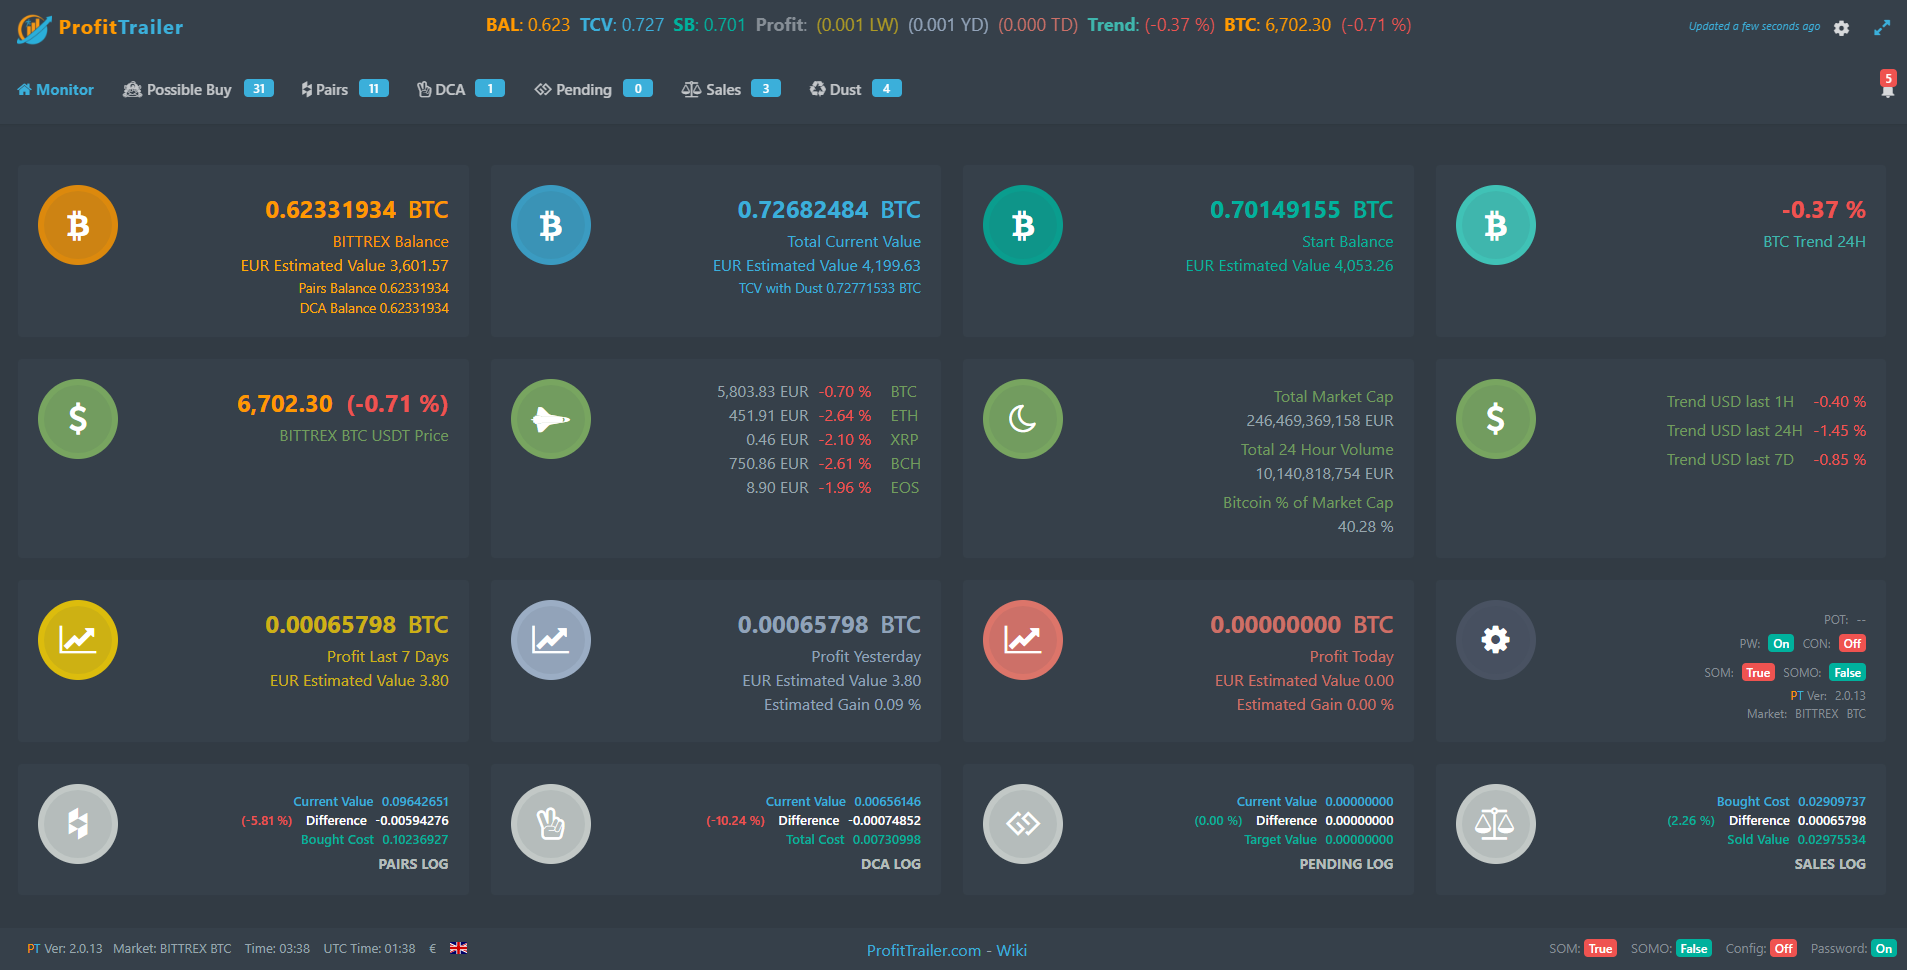 ProfitTrailer
BAL: 0.623 TCV: 0.727 SB: 0.701 Profit: (0.001 LW) (0.001 YD) (0.000 TD) Trend: (-0.37 %) BTC: 6,702.30 (-0.71 %)
Updated a few seconds ago
Monitor Possible Buy 31 Pairs 11 DCA 1 Pending 0 Sales 3 Dust 4
5
0.62331934 BTC
BITTREX Balance
EUR Estimated Value 3,601.57
Pairs Balance 0.62331934
DCA Balance 0.62331934
0.72682484 BTC
Total Current Value
EUR Estimated Value 4,199.63
TCV with Dust 0.72771533 BTC
0.70149155 BTC
Start Balance
EUR Estimated Value 4,053.26
-0.37 %
BTC Trend 24H
6,702.30 (-0.71 %)
BITTREX BTC USDT Price
5,803.83 EUR -0.70 % BTC
451.91 EUR -2.64 % ETH
0.46 EUR -2.10 % XRP
750.86 EUR -2.61 % BCH
8.90 EUR -1.96 % EOS
Total Market Cap
246,469,369,158 EUR
Total 24 Hour Volume
10,140,818,754 EUR
Bitcoin % of Market Cap
40.28 %
Trend USD last 1H -0.40 %
Trend USD last 24H -1.45 %
Trend USD last 7D -0.85 %
0.00065798 BTC
Profit Last 7 Days
EUR Estimated Value 3.80
0.00065798 BTC
Profit Yesterday
EUR Estimated Value 3.80
Estimated Gain 0.09 %
0.00000000 BTC
Profit Today
EUR Estimated Value 0.00
Estimated Gain 0.00 %
POT: --
PW: On CON: Off
SOM: True SOMO: False
PT Ver: 2.0.13
Market: BITTREX BTC
Current Value 0.09642651
(-5.81 %) Difference -0.00594276
Bought Cost 0.10236927
PAIRS LOG
Current Value 0.00656146
(-10.24 %) Difference -0.00074852
Total Cost 0.00730998
DCA LOG
Current Value 0.00000000
(0.00 %) Difference 0.00000000
Target Value 0.00000000
PENDING LOG
Bought Cost 0.02909737
(2.26 %) Difference 0.00065798
Sold Value 0.02975534
SALES LOG
PT Ver: 2.0.13 Market: BITTREX BTC Time: 03:38 UTC Time: 01:38 €
ProfitTrailer.com - Wiki
SOM: True SOMO: False Config: Off Password: On